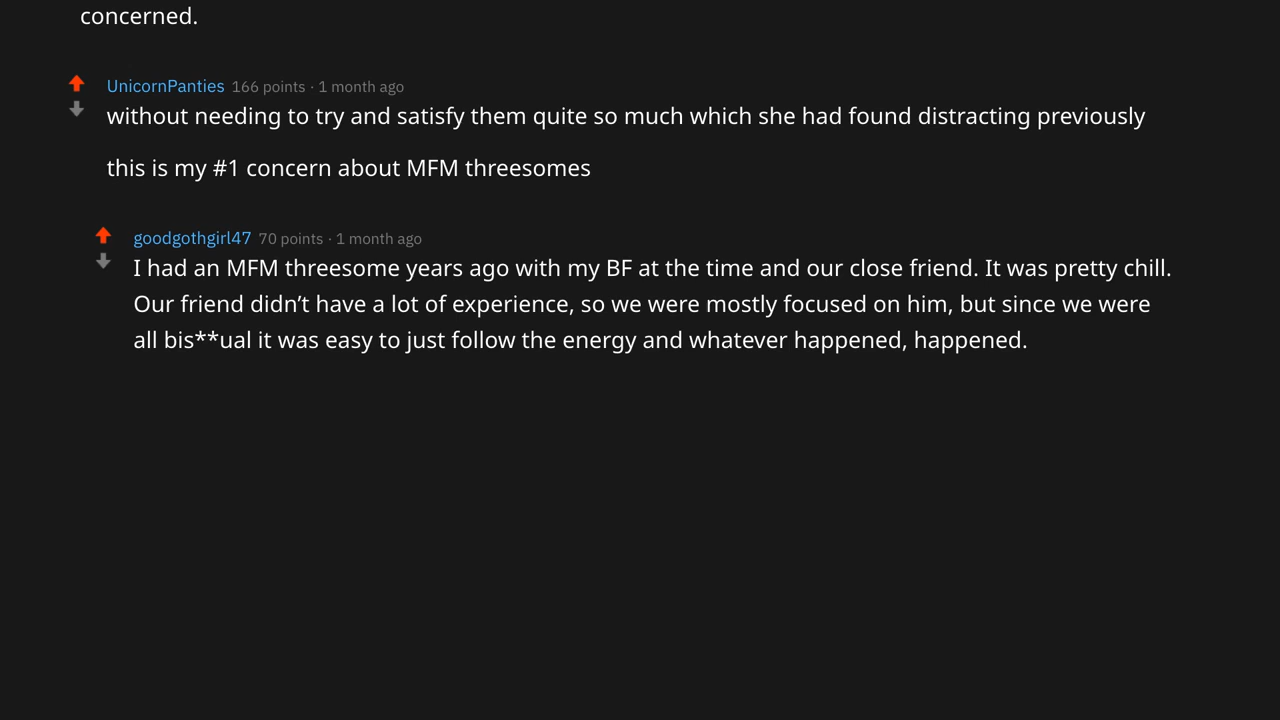 concerned.
UnicornPanties 166 points · 1 month ago
without needing to try and satisfy them quite so much which she had found distracting previously
this is my #1 concern about MFM threesomes
goodgothgirl47 70 points · 1 month ago
I had an MFM threesome years ago with my BF at the time and our close friend. It was pretty chill.
Our friend didn’t have a lot of experience, so we were mostly focused on him, but since we were
all bis**ual it was easy to just follow the energy and whatever happened, happened.